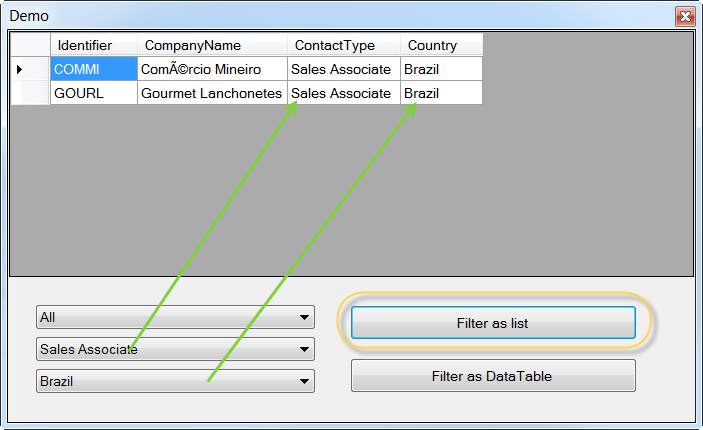 Demo
Identifier CompanyName ContactType Country
COMMI ComÃ©rcio Mineiro Sales Associate Brazil
GOURL Gourmet Lanchonetes Sales Associate Brazil
All
Filter as list
Sales Associate
Filter as DataTable
Brazil